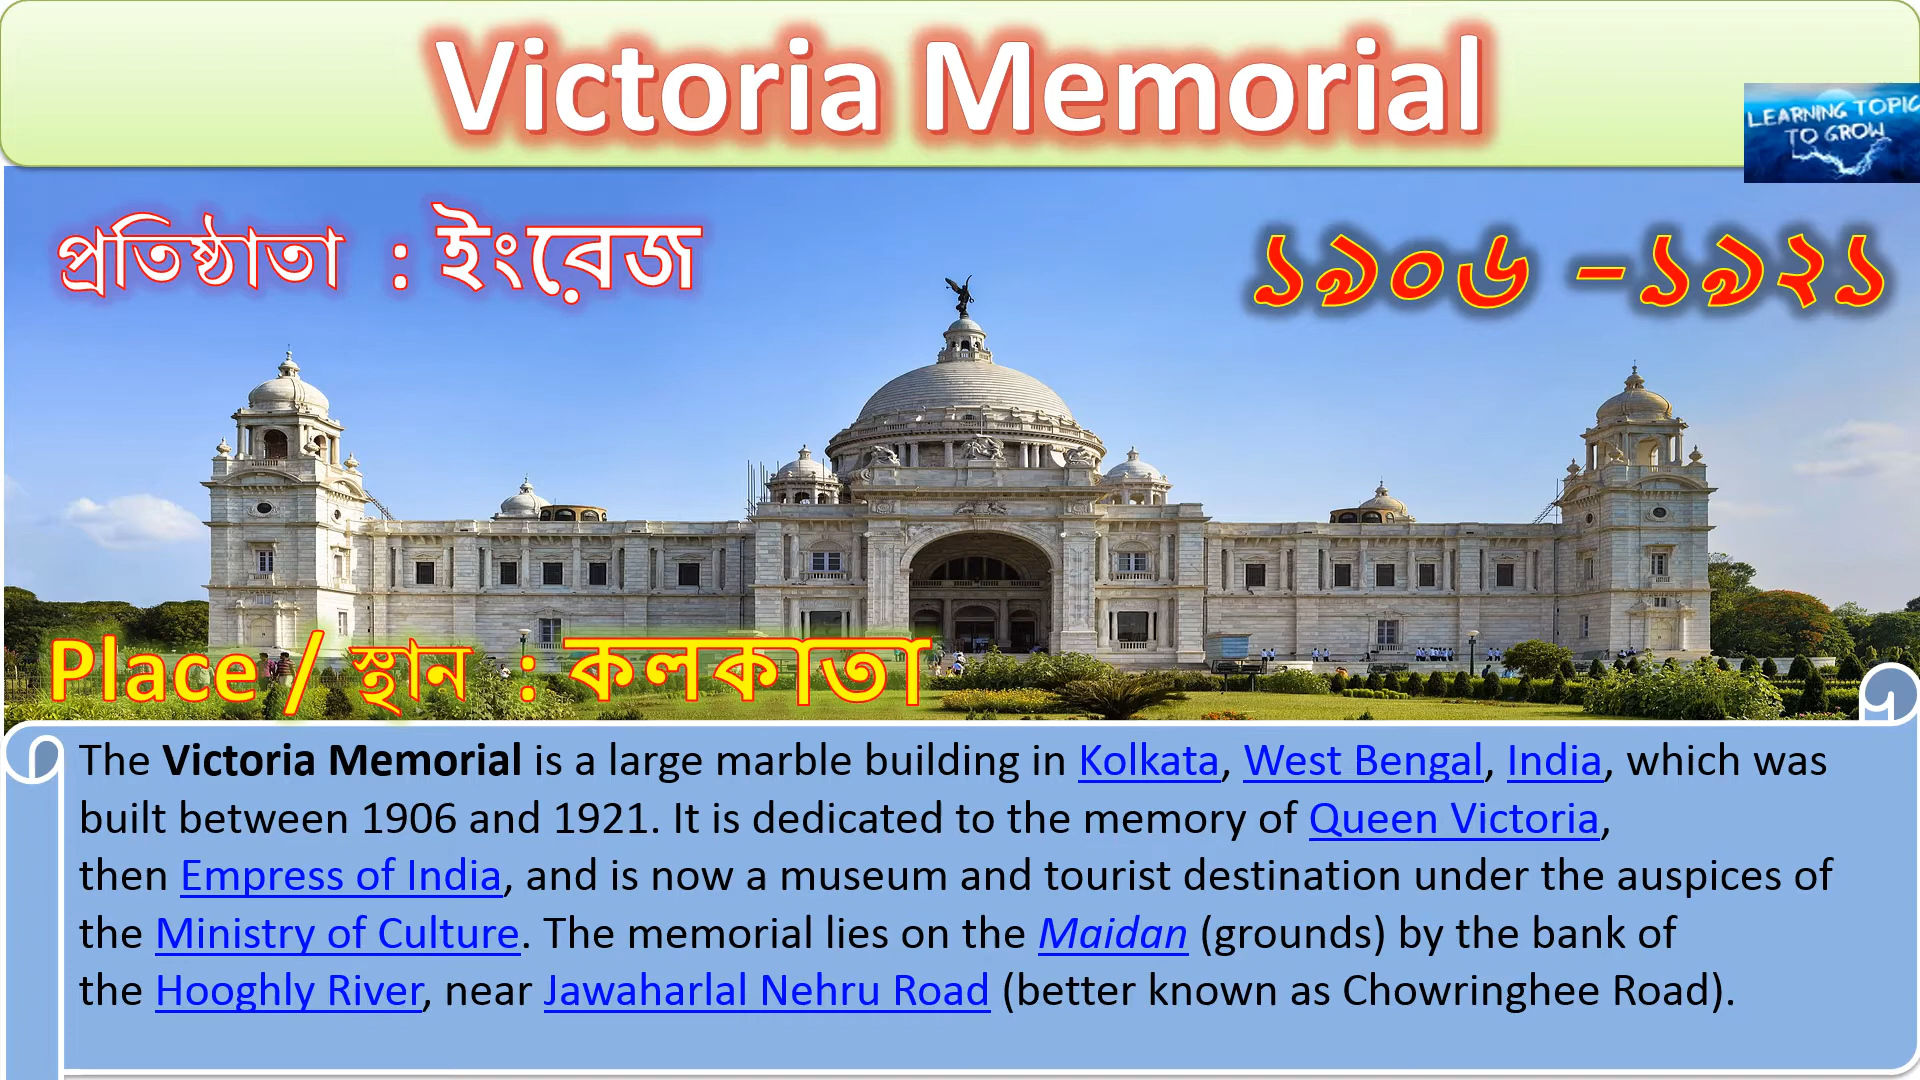 Victoria Memorial
LEARNING TOPIC
TO GROW
প্রতিষ্ঠাতা : ইংরেজ
১৯০৬ –১৯২১
Place / স্থান : কলকাতা
The Victoria Memorial is a large marble building in Kolkata, West Bengal, India, which was
built between 1906 and 1921. It is dedicated to the memory of Queen Victoria,
then Empress of India, and is now a museum and tourist destination under the auspices of
the Ministry of Culture. The memorial lies on the Maidan (grounds) by the bank of
the Hooghly River, near Jawaharlal Nehru Road (better known as Chowringhee Road).